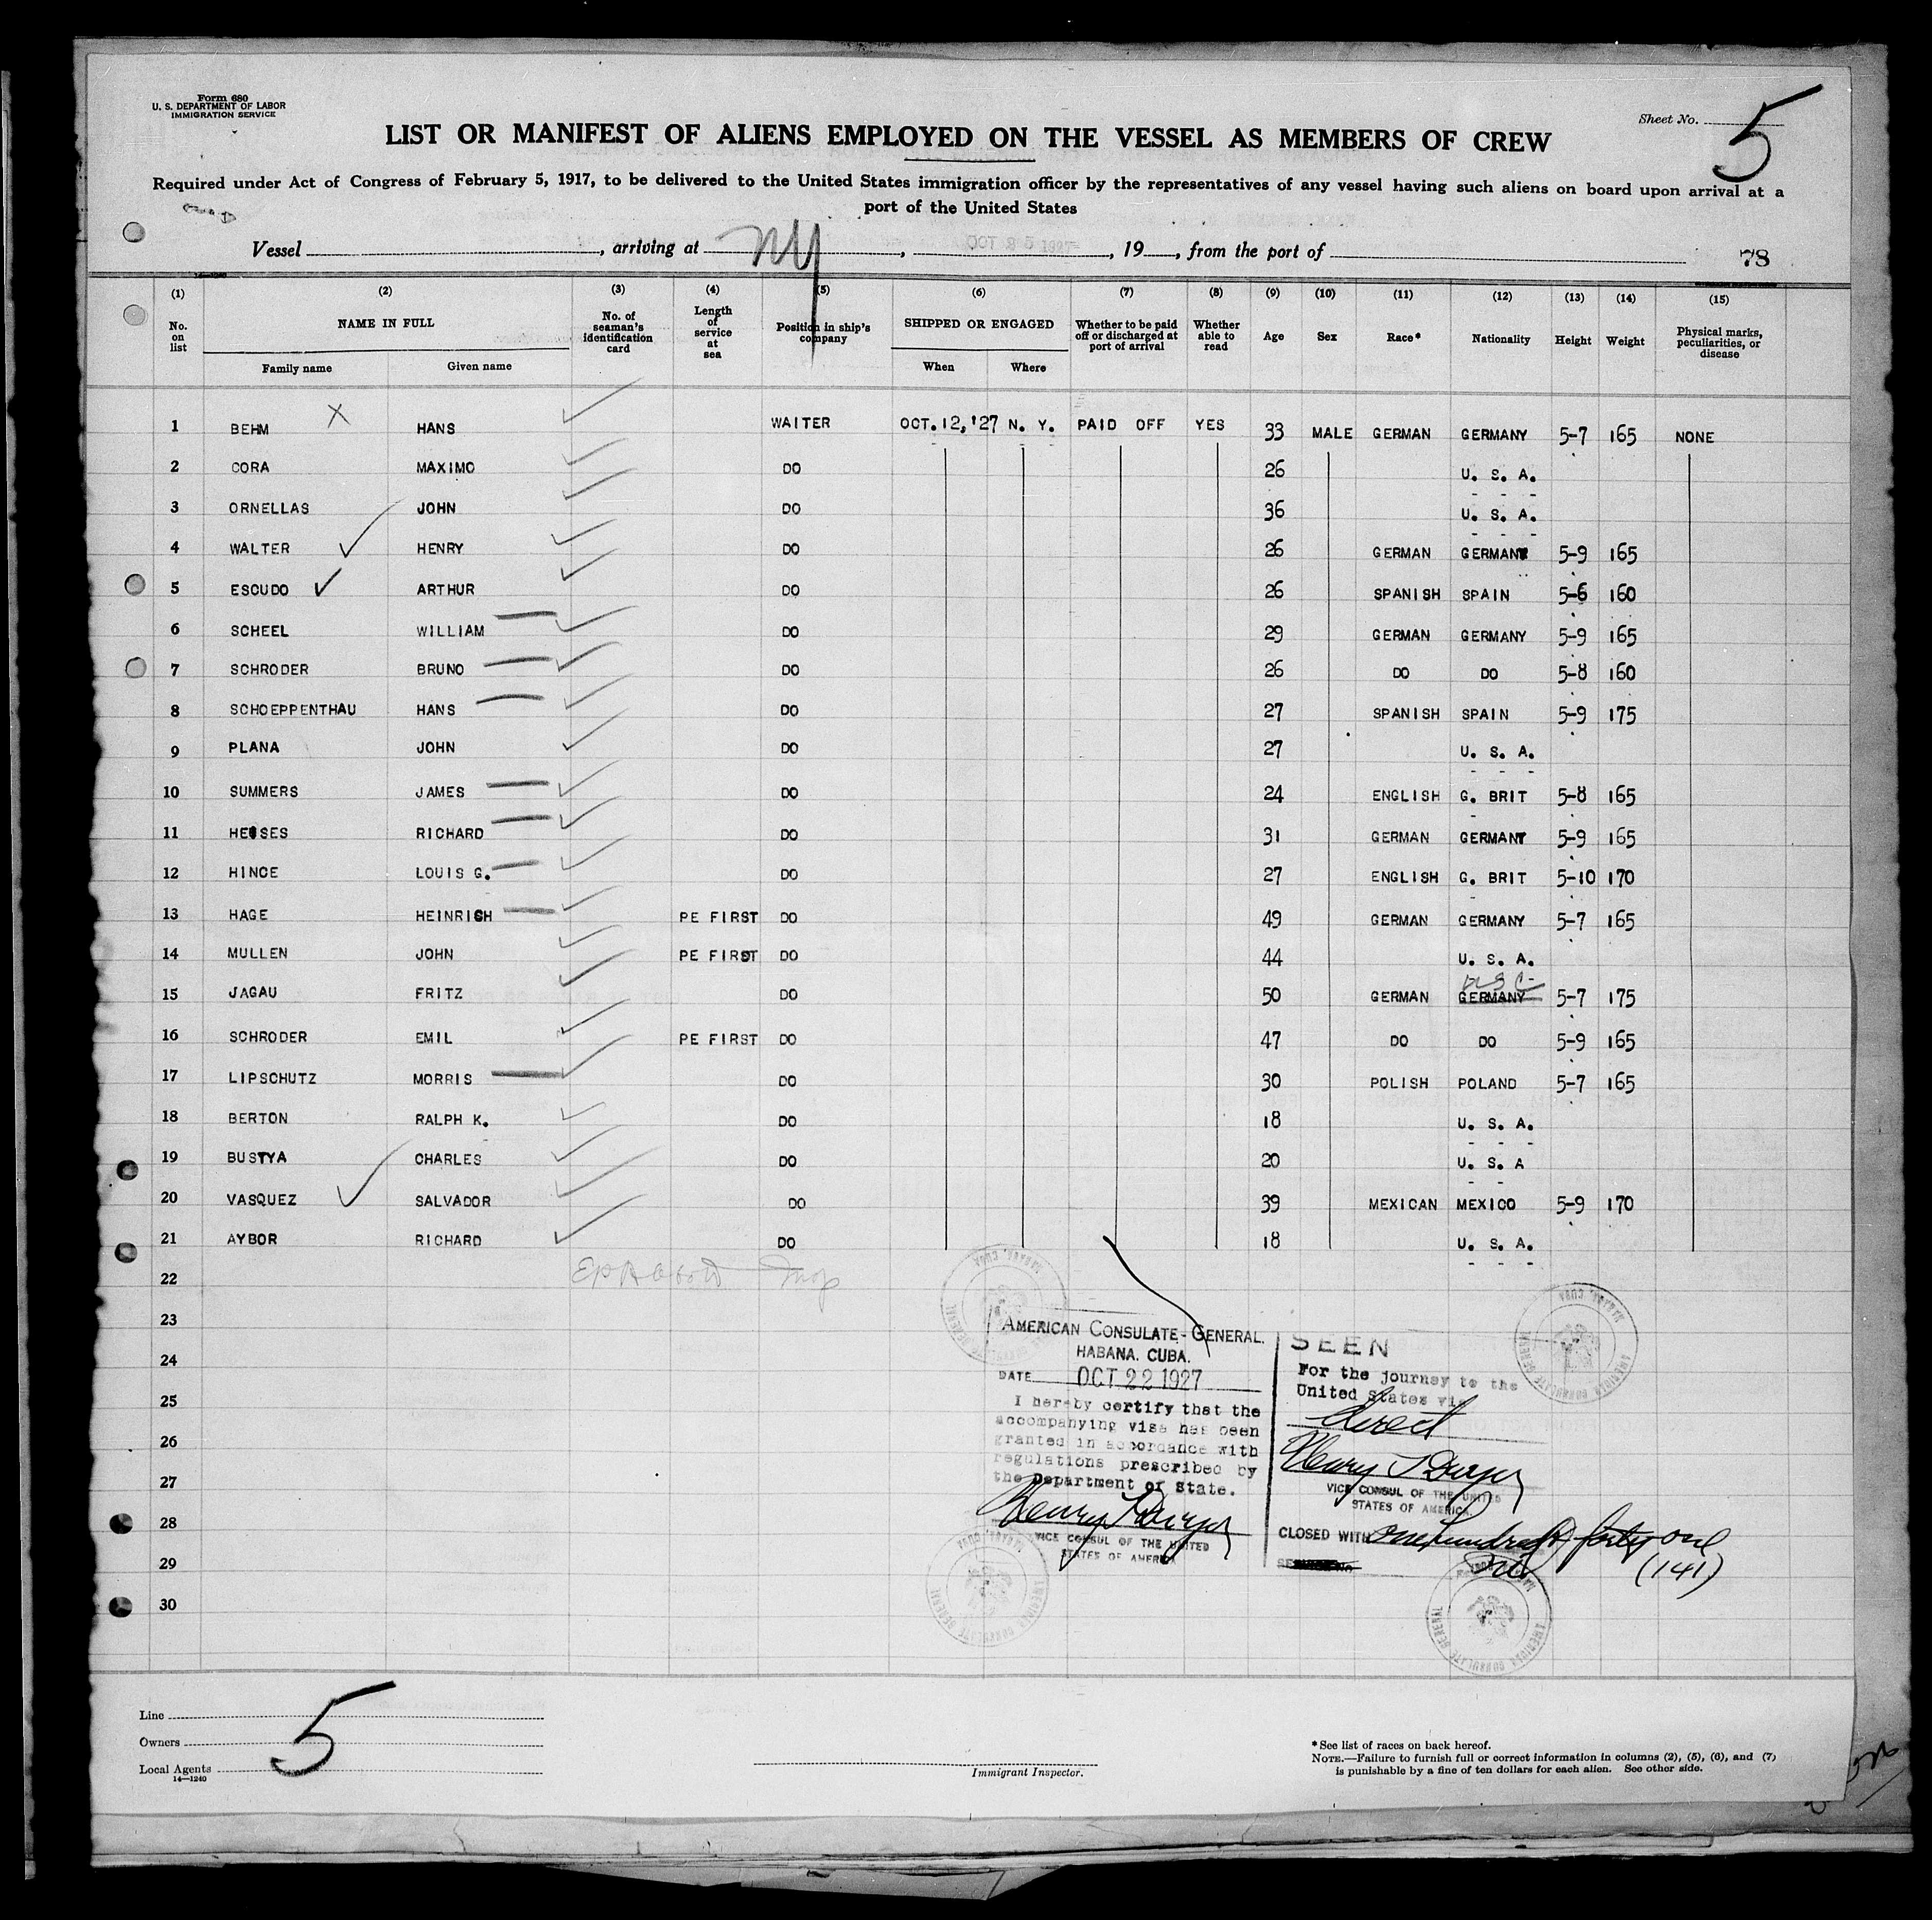 Form 680
U. S. DEPARTMENT OF LABOR
IMMIGRATION SERVICE
Sheet No. 5
LIST OR MANIFEST OF ALIENS EMPLOYED ON THE VESSEL AS MEMBERS OF CREW
Required under Act of Congress of February 5, 1917, to be delivered to the United States immigration officer by the representatives of any vessel having such aliens on board upon arrival at a
port of the United States
Vessel , arriving at NY , OCT 25 1927 , 19 , from the port of
78
14-1240
(1) (2) (3) (4) (5) (6) (7) (8) (9) (10) (11) (12) (13) (14) (15)
No. on list NAME IN FULL No. of seaman's identification card Length of service at sea Position in ship's company SHIPPED OR ENGAGED Whether to be paid off or discharged at port of arrival Whether able to read Age Sex Race* Nationality Height Weight Physical marks, peculiarities, or disease
Family name Given name When Where
1 BEHM X HANS WAITER OCT.12,'27 N. Y. PAID OFF YES 33 MALE GERMAN GERMANY 5-7 165 NONE
2 CORA MAXIMO DO 26 U. S. A.
3 ORNELLAS JOHN DO 36 U. S. A.
4 WALTER HENRY DO 26 GERMAN GERMANY 5-9 165
5 ESCUDO ARTHUR DO 26 SPANISH SPAIN 5-6 160
6 SCHEEL WILLIAM DO 29 GERMAN GERMANY 5-9 165
7 SCHRODER BRUNO DO 26 DO DO 5-8 160
8 SCHOEPPENTHAU HANS DO 27 SPANISH SPAIN 5-9 175
9 PLANA JOHN DO 27 U. S. A.
10 SUMMERS JAMES DO 24 ENGLISH G. BRIT 5-8 165
11 HESES RICHARD DO 31 GERMAN GERMANY 5-9 165
12 HINCE LOUIS G. DO 27 ENGLISH G. BRIT 5-10 170
13 HAGE HEINRICH PE FIRST DO 49 GERMAN GERMANY 5-7 165
14 MULLEN JOHN PE FIRST DO 44 U. S. A.
15 JAGAU FRITZ DO 50 GERMAN GERMANY USC 5-7 175
16 SCHRODER EMIL PE FIRST DO 47 DO DO 5-9 165
17 LIPSCHUTZ MORRIS DO 30 POLISH POLAND 5-7 165
18 BERTON RALPH K. DO 18 U. S. A.
19 BUSTYA CHARLES DO 20 U. S. A
20 VASQUEZ SALVADOR DO 39 MEXICAN MEXICO 5-9 170
21 AYBOR RICHARD DO 18 U. S. A.
22
23
24
25
26
27
28
29
30
AMERICAN CONSULATE-GENERAL.
HABANA. CUBA.
DATE OCT 22 1927
I hereby certify that the
accompanying visa has been
granted in accordance with
regulations prescribed by
the Department of State.
VICE CONSUL OF THE UNITED
STATES OF AMERI
SEEN
For the journey to the
United States via
direct
VICE CONSUL OF THE UNITED
STATES OF AMERICA.
CLOSED WITH one hundred forty one
(141)
Line
Owners
Local Agents
14—1240
5
Immigrant Inspector.
*See list of races on back hereof.
NOTE.—Failure to furnish full or correct information in columns (2), (5), (6), and (7)
is punishable by a fine of ten dollars for each alien. See other side.